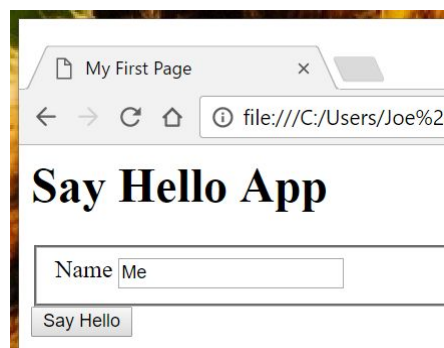 My First Page
file:///C:/Users/Joe%2
Say Hello App
Name Me
Say Hello